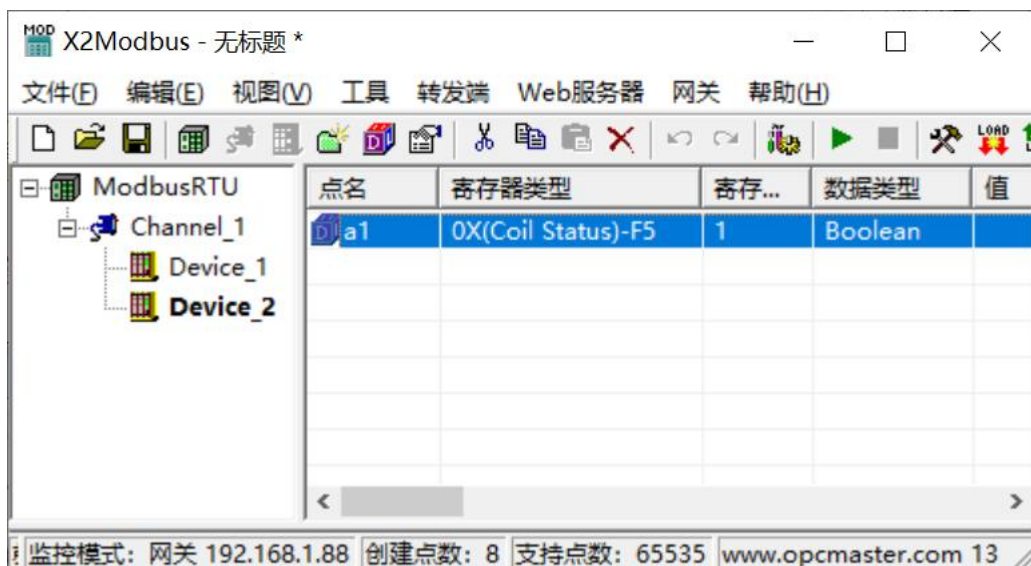 MOD
X2Modbus - 无标题 *
文件(F) 编辑(E) 视图(V) 工具 转发端 Web服务器 网关 帮助(H)
LOAD
ModbusRTU
Channel_1
Device_1
Device_2
点名 寄存器类型 寄存... 数据类型 值
D a1 0X(Coil Status)-F5 1 Boolean
监控模式: 网关 192.168.1.88 创建点数: 8 支持点数: 65535 www.opcmaster.com 13